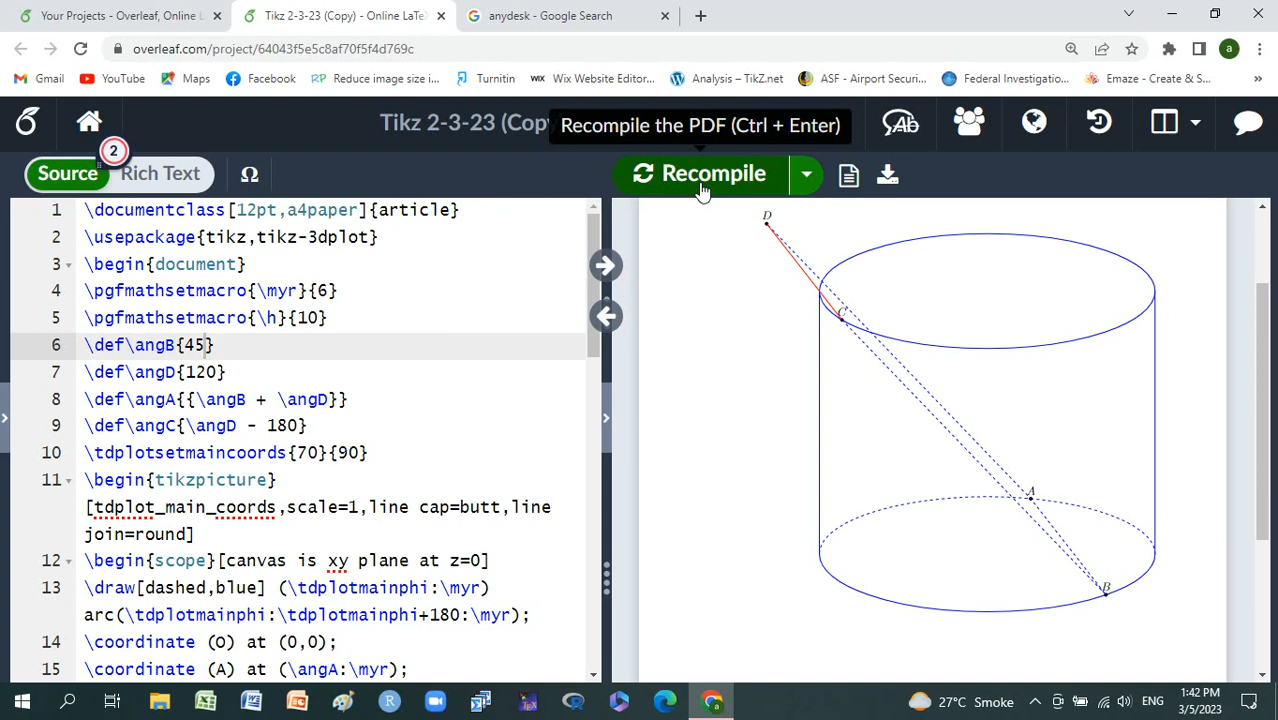 Your Projects - Overleaf, Online L
Tikz 2-3-23 (Copy) - Online LaTeX
anydesk - Google Search
overleaf.com/project/64043f5e5c8af70f5f4d769c
a
Gmail
YouTube
Maps
Facebook
RP Reduce image size i...
Turnitin
WIX Wix Website Editor...
Analysis – TikZ.net
ASF - Airport Securi...
Federal Investigatio...
Emaze - Create & S...
»
Tikz 2-3-23 (Cop
Recompile the PDF (Ctrl + Enter)
2
Source
Rich Text
Ω
Recompile
1 \documentclass[12pt,a4paper]{article}
2 \usepackage{tikz,tikz-3dplot}
3 \begin{document}
4 \pgfmathsetmacro{\myr}{6}
5 \pgfmathsetmacro{\h}{10}
6 \def\angB{45}
7 \def\angD{120}
8 \def\angA{{\angB + \angD}}
9 \def\angC{\angD - 180}
10 \tdplotsetmaincoords{70}{90}
11 \begin{tikzpicture}
[tdplot_main_coords,scale=1,line cap=butt,line
join=round]
12 \begin{scope}[canvas is xy plane at z=0]
13 \draw[dashed,blue] (\tdplotmainphi:\myr)
arc(\tdplotmainphi:\tdplotmainphi+180:\myr);
14 \coordinate (O) at (0,0);
15 \coordinate (A) at (\angA:\myr);
D
C
A
B
27°C Smoke
ENG
1:42 PM
3/5/2023